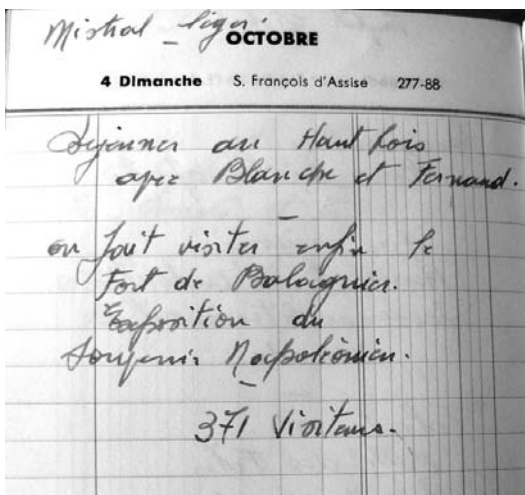 Mistral _ léger.
OCTOBRE
4 Dimanche S. François d'Assise 277-88
Déjeuner au Haut bois
avec Blanche et Fernand.
on fait visiter enfin le
Fort de Balaguier.
Exposition du
Souvenir Napoléonien.
371 Visiteurs.